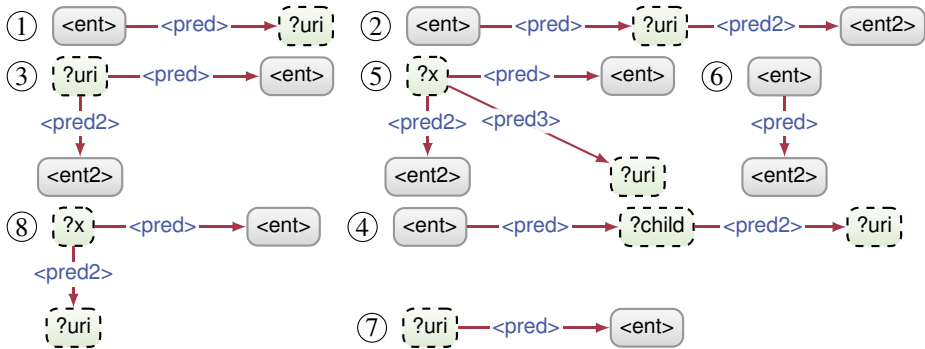 ① <ent> <pred> ?uri ② <ent> <pred> ?uri <pred2> <ent2>
③ ?uri <pred> <ent> ⑤ ?x <pred> <ent> ⑥ <ent>
<pred2> <pred2> <pred3> <pred>
<ent2> <ent2> ?uri <ent2>
⑧ ?x <pred> <ent> ④ <ent> <pred> ?child <pred2> ?uri
<pred2>
?uri ⑦ ?uri <pred> <ent>